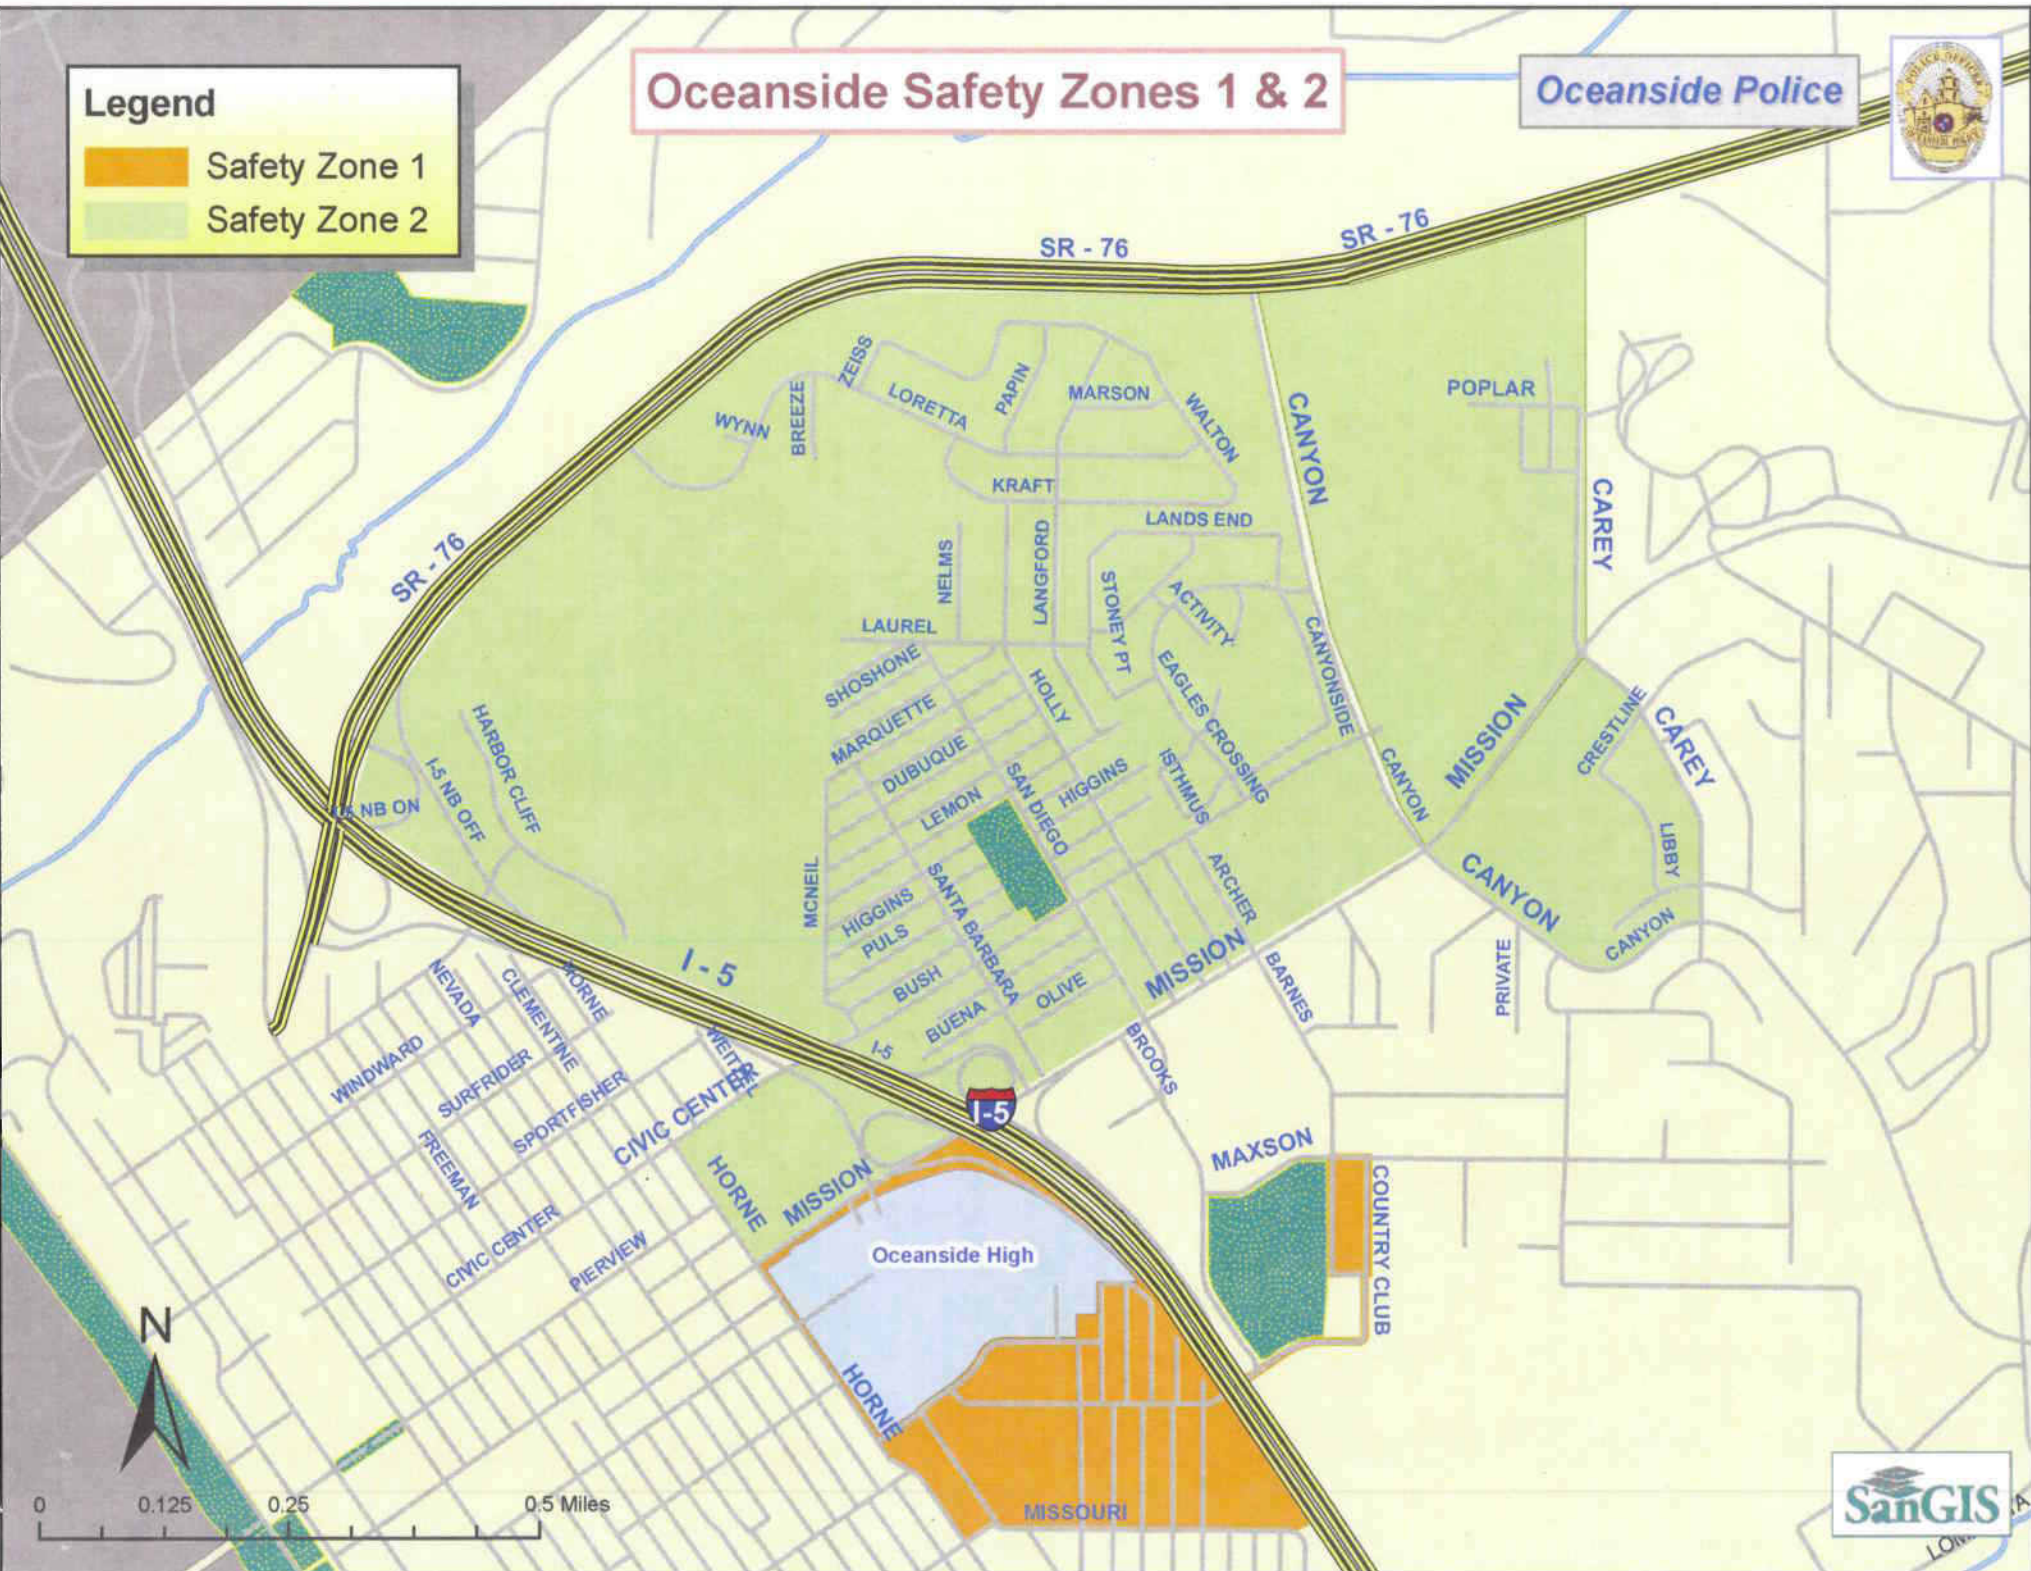 Oceanside Safety Zones 1 & 2
Oceanside Police
Legend
Safety Zone 1
Safety Zone 2
SR - 76
SR - 76
SR - 76
ZEISS
LORETTA
PAPIN
MARSON
WALTON
WYNN
BREEZE
KRAFT
CANYON
POPLAR
CAREY
LANDS END
NELMS
LANGFORD
STONEY PT
ACTIVITY
LAUREL
SHOSHONE
HOLLY
EAGLES CROSSING
CANYONSIDE
MARQUETTE
DUBUQUE
LEMON
SAN DIEGO
HIGGINS
ISTHMUS
CANYON
MISSION
CRESTLINE
CAREY
LIBBY
HARBOR CLIFF
I-5 NB OFF
NB ON
MCNEIL
HIGGINS
PULS
SANTA BARBARA
BUSH
BUENA
OLIVE
ARCHER
MISSION
CANYON
CANYON
PRIVATE
BARNES
BROOKS
I - 5
I-5
I-5
NEVADA
CLEMENTINE
HORNE
WEITZEL
WINDWARD
SURFRIDER
SPORTFISHER
CIVIC CENTER
FREEMAN
CIVIC CENTER
PIERVIEW
HORNE
MISSION
Oceanside High
MAXSON
COUNTRY CLUB
HORNE
MISSOURI
N
0
0.125
0.25
0.5 Miles
SanGIS